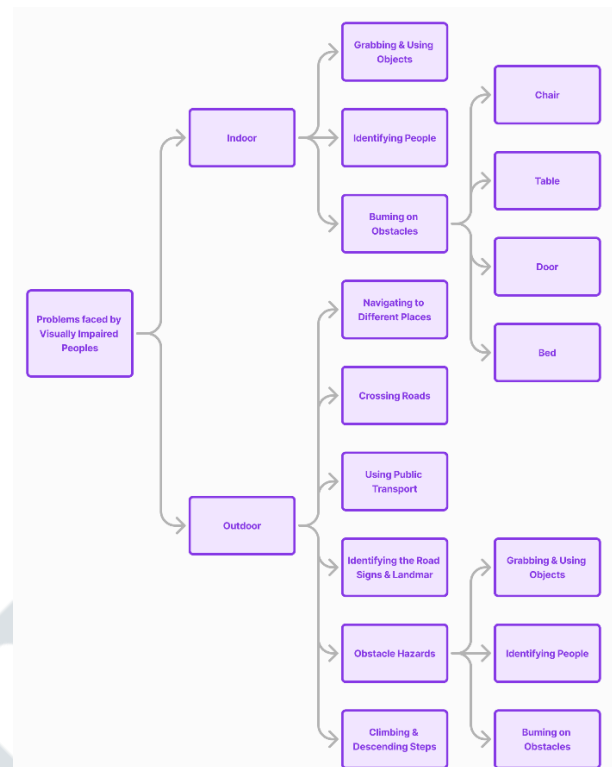 Problems faced by
Visually Impaired
Peoples
Indoor
Grabbing & Using
Objects
Identifying People
Buming on
Obstacles
Chair
Table
Door
Bed
Outdoor
Navigating to
Different Places
Crossing Roads
Using Public
Transport
Identifying the Road
Signs & Landmar
Obstacle Hazards
Grabbing & Using
Objects
Identifying People
Buming on
Obstacles
Climbing &
Descending Steps